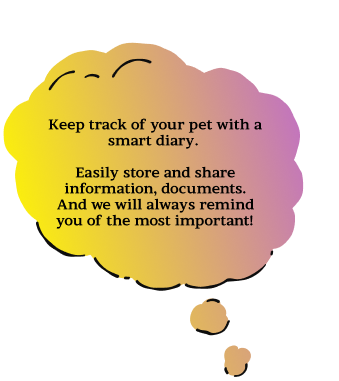 Keep track of your pet with a
smart diary.
Easily store and share
information, documents.
And we will always remind
you of the most important!